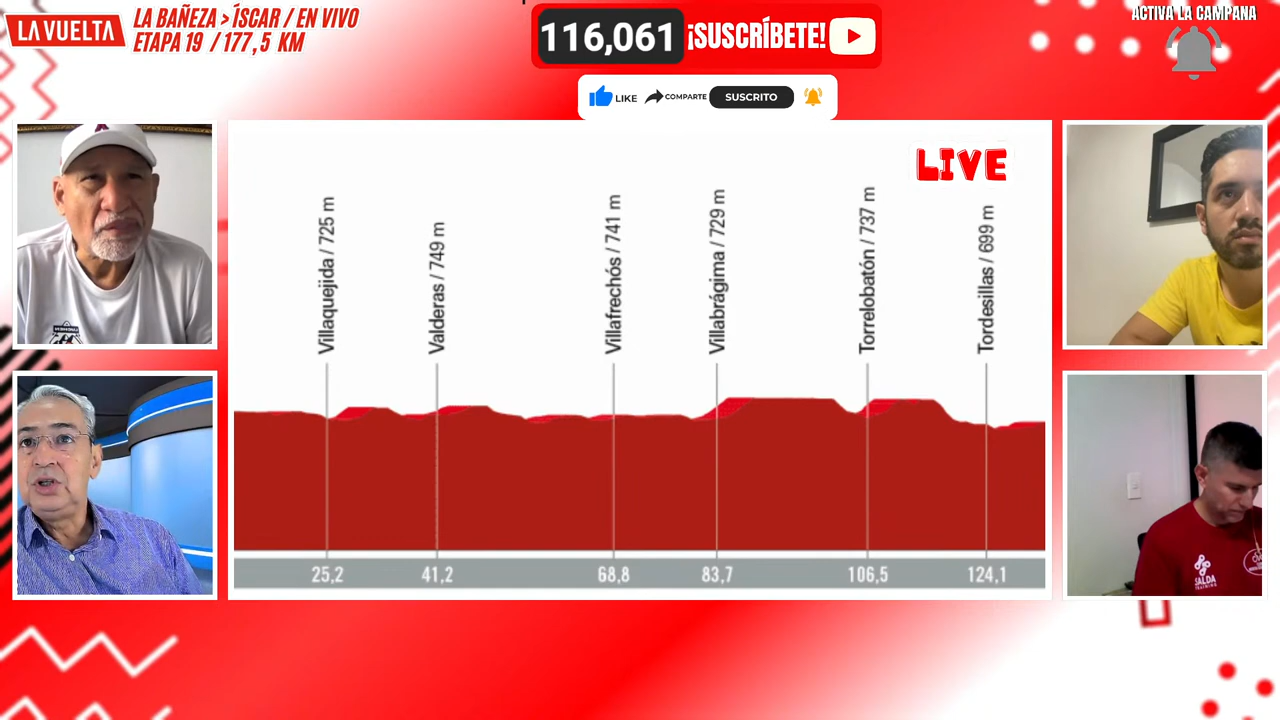 LA VUELTA
LA BAÑEZA > ÍSCAR / EN VIVO
ETAPA 19 / 177,5 KM
116,061 ¡SUSCRÍBETE!
ACTIVA LA CAMPANA
LIKE COMPARTE SUSCRITO
LIVE
Villaquejida / 725 m
Valderas / 749 m
Villafrechós / 741 m
Villabrágima / 729 m
Torrelobatón / 737 m
Tordesillas / 699 m
25,2 41,2 68,8 83,7 106,5 124,1
SALDA